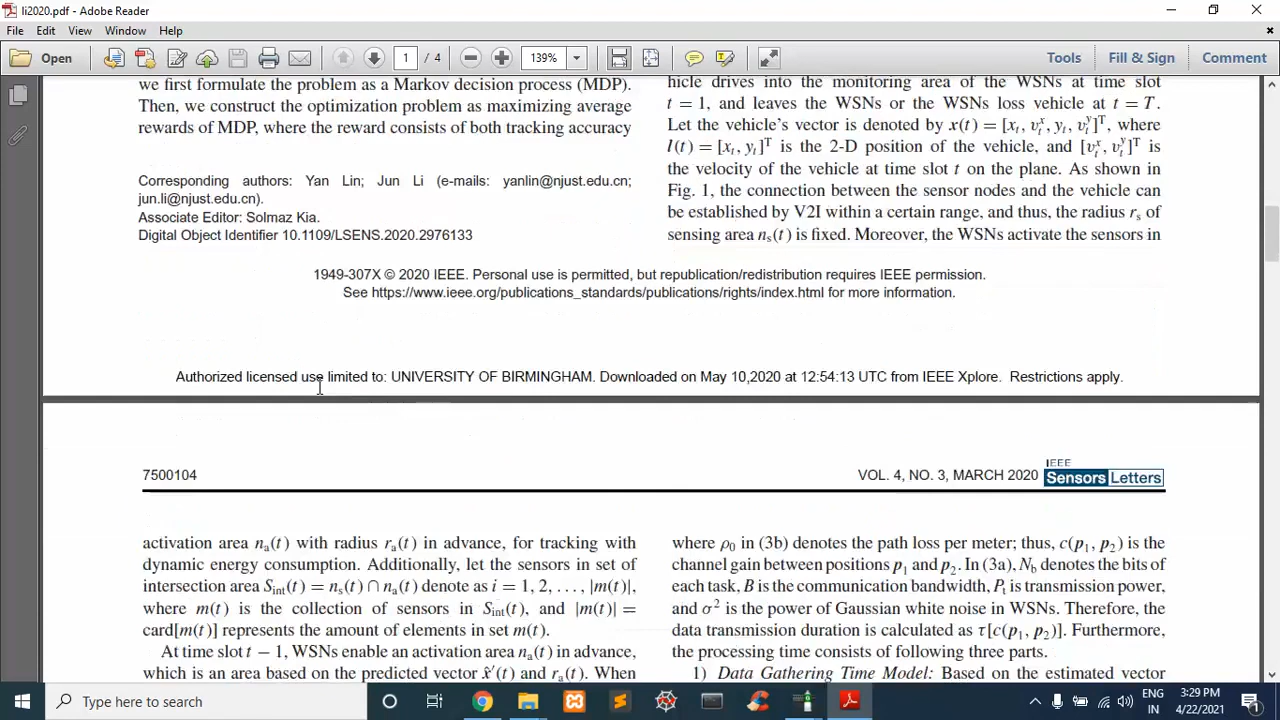 li2020.pdf - Adobe Reader
File Edit View Window Help
Open 1 / 4 139% Tools Fill & Sign Comment
we first formulate the problem as a Markov decision process (MDP).
Then, we construct the optimization problem as maximizing average
rewards of MDP, where the reward consists of both tracking accuracy
Corresponding authors: Yan Lin; Jun Li (e-mails: yanlin@njust.edu.cn;
jun.li@njust.edu.cn).
Associate Editor: Solmaz Kia.
Digital Object Identifier 10.1109/LSENS.2020.2976133
hicle drives into the monitoring area of the WSNs at time slot
t = 1, and leaves the WSNs or the WSNs loss vehicle at t = T.
Let the vehicle's vector is denoted by x(t) = [xₜ, vₜˣ, yₜ, vₜʸ]ᵀ, where
l(t) = [xₜ, yₜ]ᵀ is the 2-D position of the vehicle, and [vₜˣ, vₜʸ]ᵀ is
the velocity of the vehicle at time slot t on the plane. As shown in
Fig. 1, the connection between the sensor nodes and the vehicle can
be established by V2I within a certain range, and thus, the radius rₛ of
sensing area nₛ(t) is fixed. Moreover, the WSNs activate the sensors in
1949-307X © 2020 IEEE. Personal use is permitted, but republication/redistribution requires IEEE permission.
See https://www.ieee.org/publications_standards/publications/rights/index.html for more information.
Authorized licensed use limited to: UNIVERSITY OF BIRMINGHAM. Downloaded on May 10,2020 at 12:54:13 UTC from IEEE Xplore. Restrictions apply.
7500104
VOL. 4, NO. 3, MARCH 2020
IEEE
Sensors Letters
activation area nₐ(t) with radius rₐ(t) in advance, for tracking with
dynamic energy consumption. Additionally, let the sensors in set of
intersection area Sᵢₙₜ(t) = nₛ(t) ∩ nₐ(t) denote as i = 1, 2, . . . , |m(t)|,
where m(t) is the collection of sensors in Sᵢₙₜ(t), and |m(t)| =
card[m(t)] represents the amount of elements in set m(t).
At time slot t − 1, WSNs enable an activation area nₐ(t) in advance,
which is an area based on the predicted vector x̂′(t) and rₐ(t). When
where ρ₀ in (3b) denotes the path loss per meter; thus, c(p₁, p₂) is the
channel gain between positions p₁ and p₂. In (3a), N_b denotes the bits of
each task, B is the communication bandwidth, Pₜ is transmission power,
and σ² is the power of Gaussian white noise in WSNs. Therefore, the
data transmission duration is calculated as τ[c(p₁, p₂)]. Furthermore,
the processing time consists of following three parts.
1) Data Gathering Time Model: Based on the estimated vector
Type here to search
ENG
IN
3:29 PM
4/22/2021
1